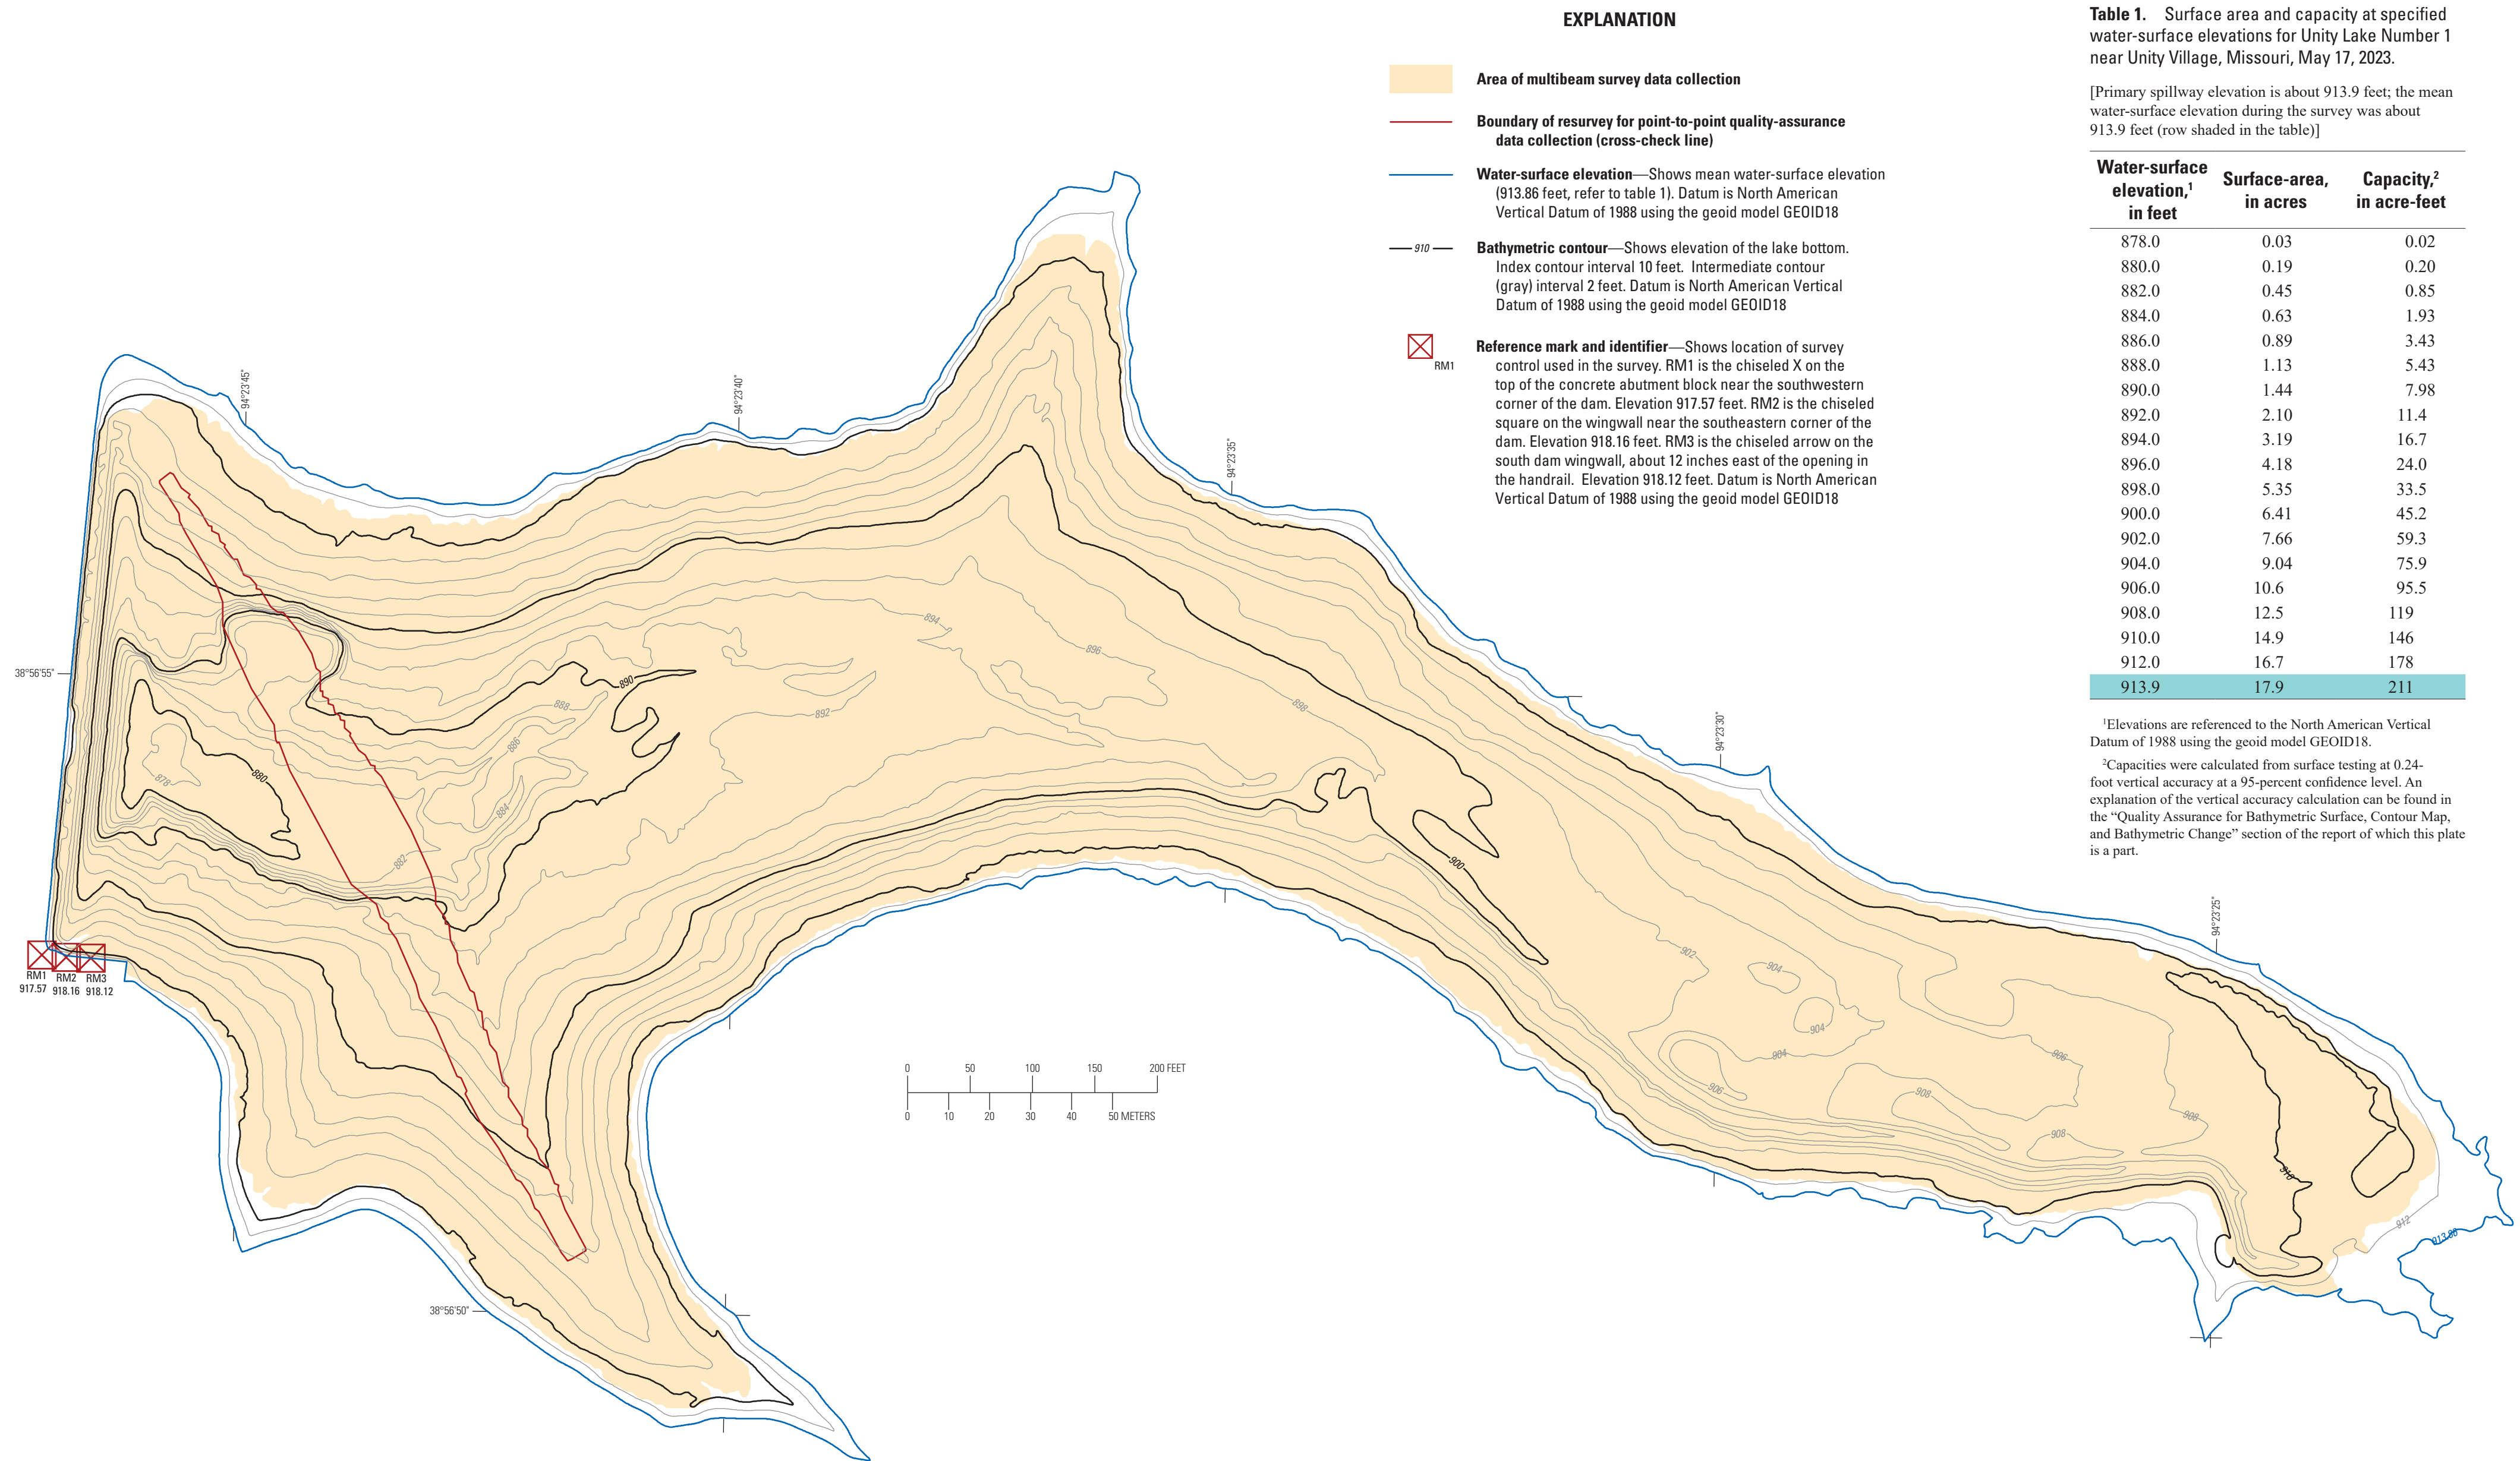 EXPLANATION
Area of multibeam survey data collection
Boundary of resurvey for point-to-point quality-assurance
data collection (cross-check line)
Water-surface elevation—Shows mean water-surface elevation
(913.86 feet, refer to table 1). Datum is North American
Vertical Datum of 1988 using the geoid model GEOID18
910
Bathymetric contour—Shows elevation of the lake bottom.
Index contour interval 10 feet. Intermediate contour
(gray) interval 2 feet. Datum is North American Vertical
Datum of 1988 using the geoid model GEOID18
RM1
Reference mark and identifier—Shows location of survey
control used in the survey. RM1 is the chiseled X on the
top of the concrete abutment block near the southwestern
corner of the dam. Elevation 917.57 feet. RM2 is the chiseled
square on the wingwall near the southeastern corner of the
dam. Elevation 918.16 feet. RM3 is the chiseled arrow on the
south dam wingwall, about 12 inches east of the opening in
the handrail. Elevation 918.12 feet. Datum is North American
Vertical Datum of 1988 using the geoid model GEOID18
Table 1. Surface area and capacity at specified
water-surface elevations for Unity Lake Number 1
near Unity Village, Missouri, May 17, 2023.
[Primary spillway elevation is about 913.9 feet; the mean
water-surface elevation during the survey was about
913.9 feet (row shaded in the table)]
Water-surface elevation,1 in feet Surface-area, in acres Capacity,2 in acre-feet
878.0 0.03 0.02
880.0 0.19 0.20
882.0 0.45 0.85
884.0 0.63 1.93
886.0 0.89 3.43
888.0 1.13 5.43
890.0 1.44 7.98
892.0 2.10 11.4
894.0 3.19 16.7
896.0 4.18 24.0
898.0 5.35 33.5
900.0 6.41 45.2
902.0 7.66 59.3
904.0 9.04 75.9
906.0 10.6 95.5
908.0 12.5 119
910.0 14.9 146
912.0 16.7 178
913.9 17.9 211
1Elevations are referenced to the North American Vertical
Datum of 1988 using the geoid model GEOID18.
2Capacities were calculated from surface testing at 0.24-
foot vertical accuracy at a 95-percent confidence level. An
explanation of the vertical accuracy calculation can be found in
the “Quality Assurance for Bathymetric Surface, Contour Map,
and Bathymetric Change” section of the report of which this plate
is a part.
94°23'45"
94°23'40"
94°23'35"
94°23'30"
94°23'25"
38°56'55"
38°56'50"
894
896
890
888
892
898
886
878
880
884
882
900
902
904
904
904
906
906
908
908
908
910
912
913.86
RM1
917.57
RM2
918.16
RM3
918.12
0 50 100 150 200 FEET
0 10 20 30 40 50 METERS